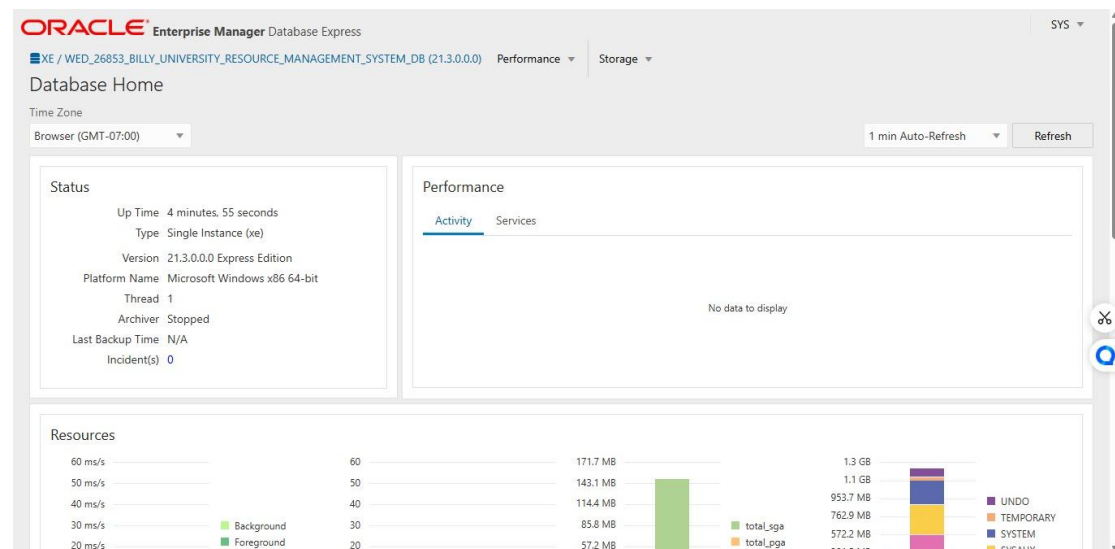 ORACLE Enterprise Manager Database Express
SYS
XE / WED_26853_BILLY_UNIVERSITY_RESOURCE_MANAGEMENT_SYSTEM_DB (21.3.0.0.0) Performance Storage
Database Home
Time Zone
Browser (GMT-07:00)
1 min Auto-Refresh Refresh
Status
Up Time 4 minutes, 55 seconds
Type Single Instance (xe)
Version 21.3.0.0.0 Express Edition
Platform Name Microsoft Windows x86 64-bit
Thread 1
Archiver Stopped
Last Backup Time N/A
Incident(s) 0
Performance
Activity Services
No data to display
Resources
60 ms/s
50 ms/s
40 ms/s
30 ms/s
20 ms/s
Background
Foreground
60
50
40
30
20
171.7 MB
143.1 MB
114.4 MB
85.8 MB
57.2 MB
total_sga
total_pga
1.3 GB
1.1 GB
953.7 MB
762.9 MB
572.2 MB
UNDO
TEMPORARY
SYSTEM
SYSAUX